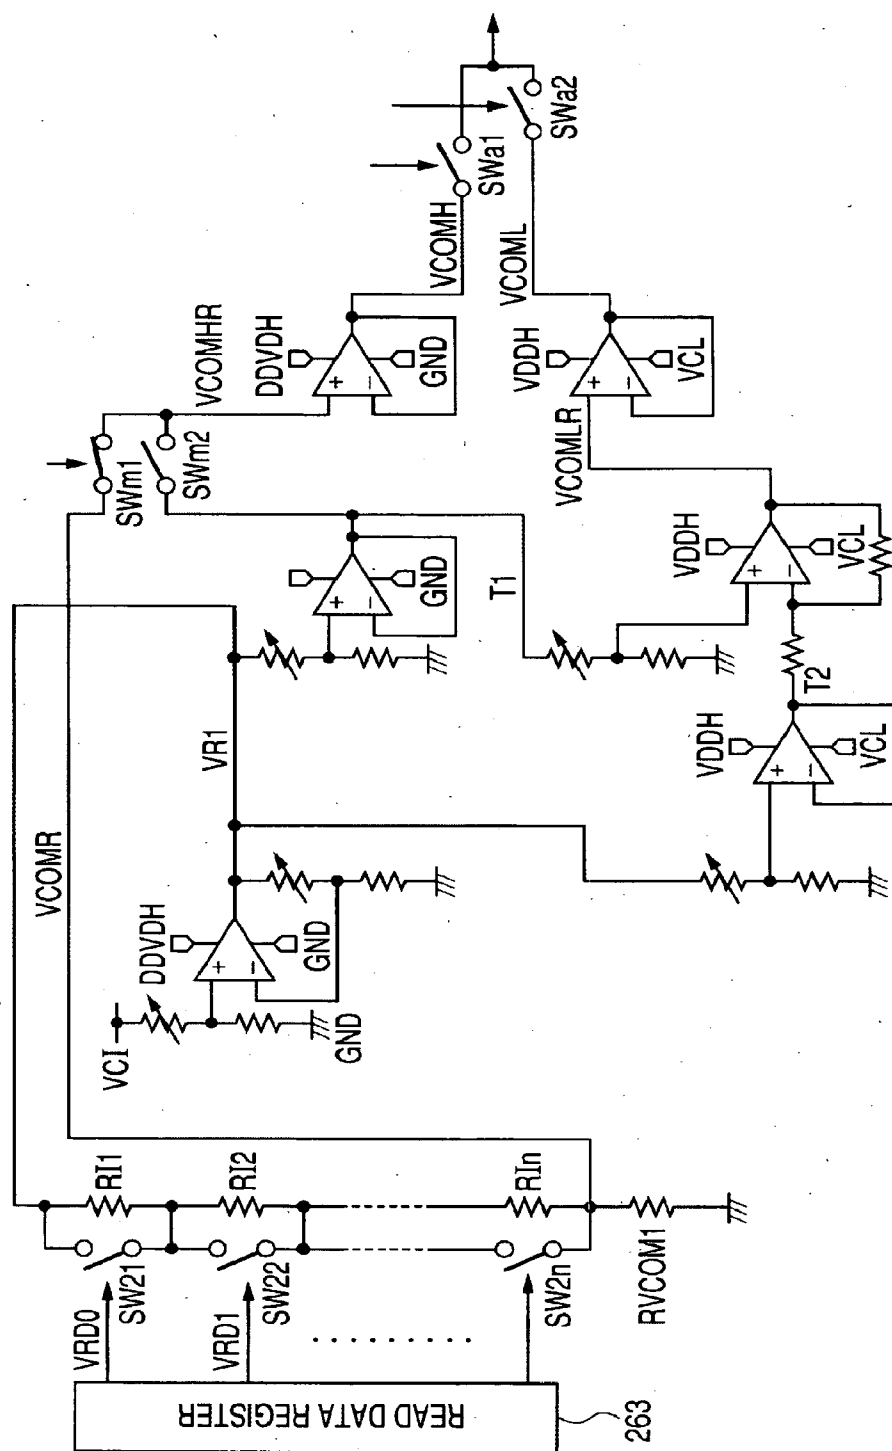 READ DATA REGISTER
263
VRD0
VRD1
SW21
SW22
SW2n
RI1
RI2
RIn
RVCOM1
VCOMR
VCI
GND
DDVDH
GND
VR1
GND
T1
SWm1
SWm2
VCOMHR
DDVDH
GND
VCOMH
SWa1
SWa2
VCOML
VDDH
VCL
VCOMLR
VDDH
VCL
T2
VDDH
VCL